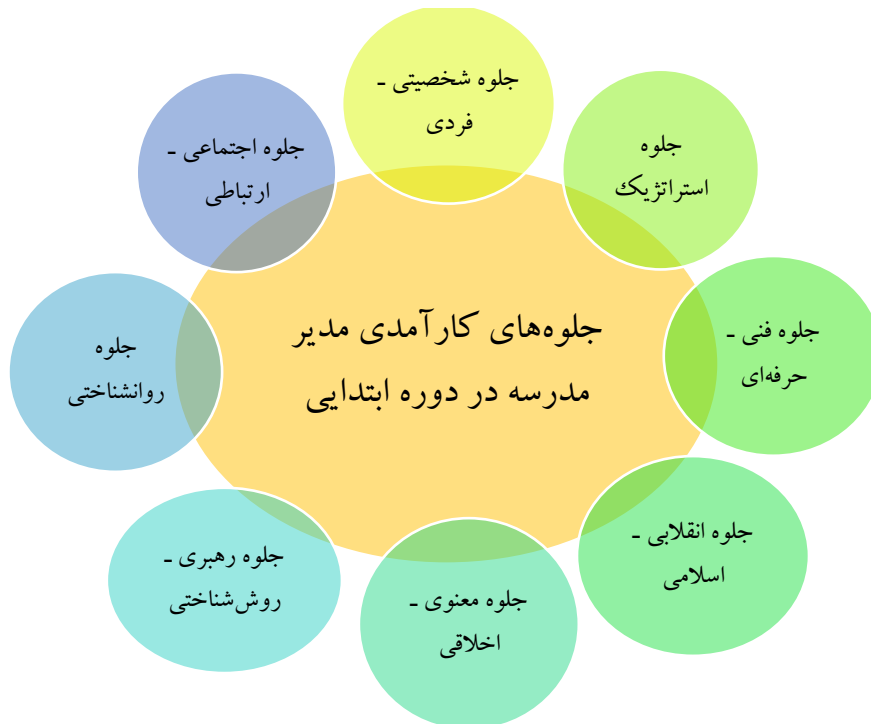 جلوه شخصیتی ـ
فردی
جلوه
استراتژیک
جلوه فنی ـ
حرفه‌ای
جلوه انقلابی ـ
اسلامی
جلوه معنوی ـ
اخلاقی
جلوه رهبری ـ
روش‌شناختی
جلوه
روانشناختی
جلوه اجتماعی ـ
ارتباطی
جلوه‌های کارآمدی مدیر
مدرسه در دوره ابتدایی